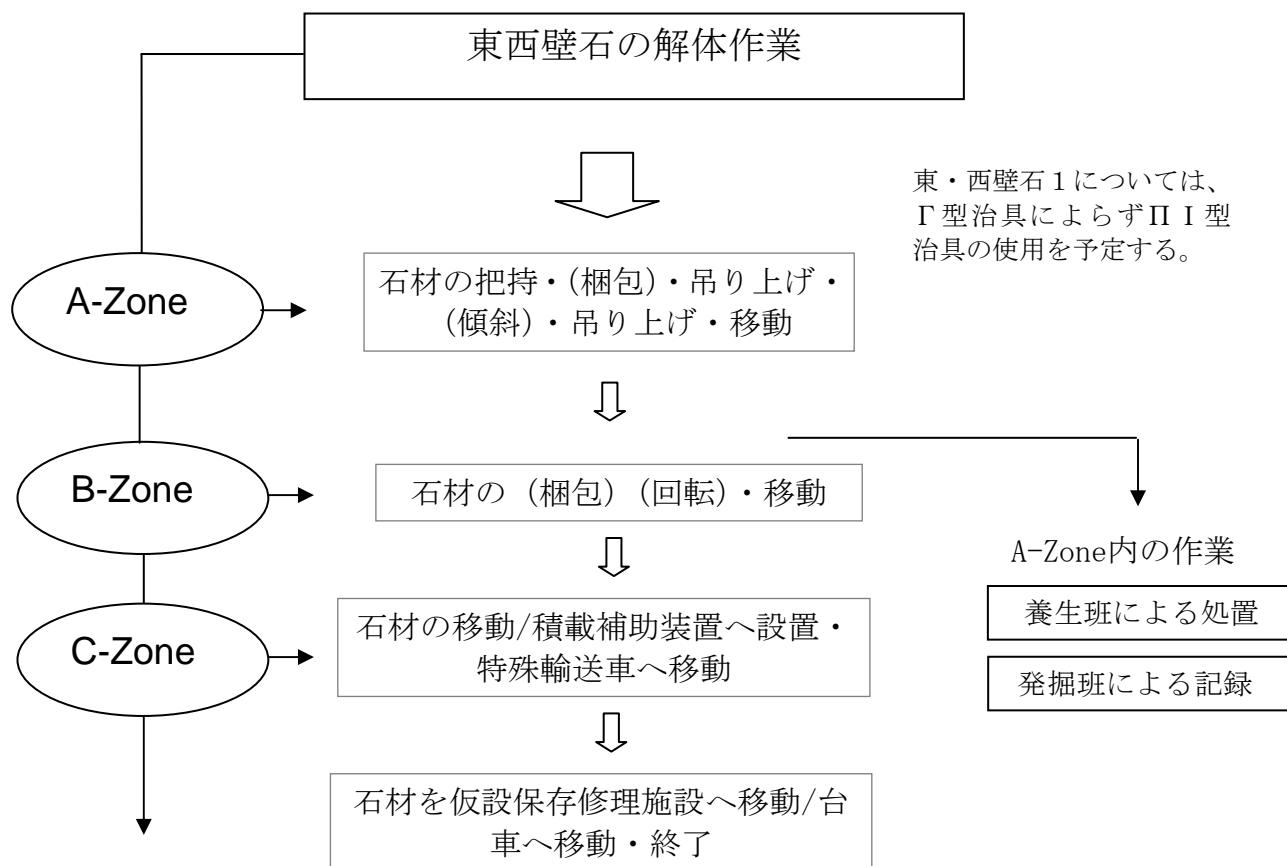 東西壁石の解体作業
東・西壁石１については、
Γ型治具によらずΠＩ型
治具の使用を予定する。
A-Zone
石材の把持・(梱包)・吊り上げ・
(傾斜)・吊り上げ・移動
B-Zone
石材の (梱包) (回転)・移動
A-Zone内の作業
養生班による処置
発掘班による記録
C-Zone
石材の移動/積載補助装置へ設置・
特殊輸送車へ移動
石材を仮設保存修理施設へ移動/台
車へ移動・終了